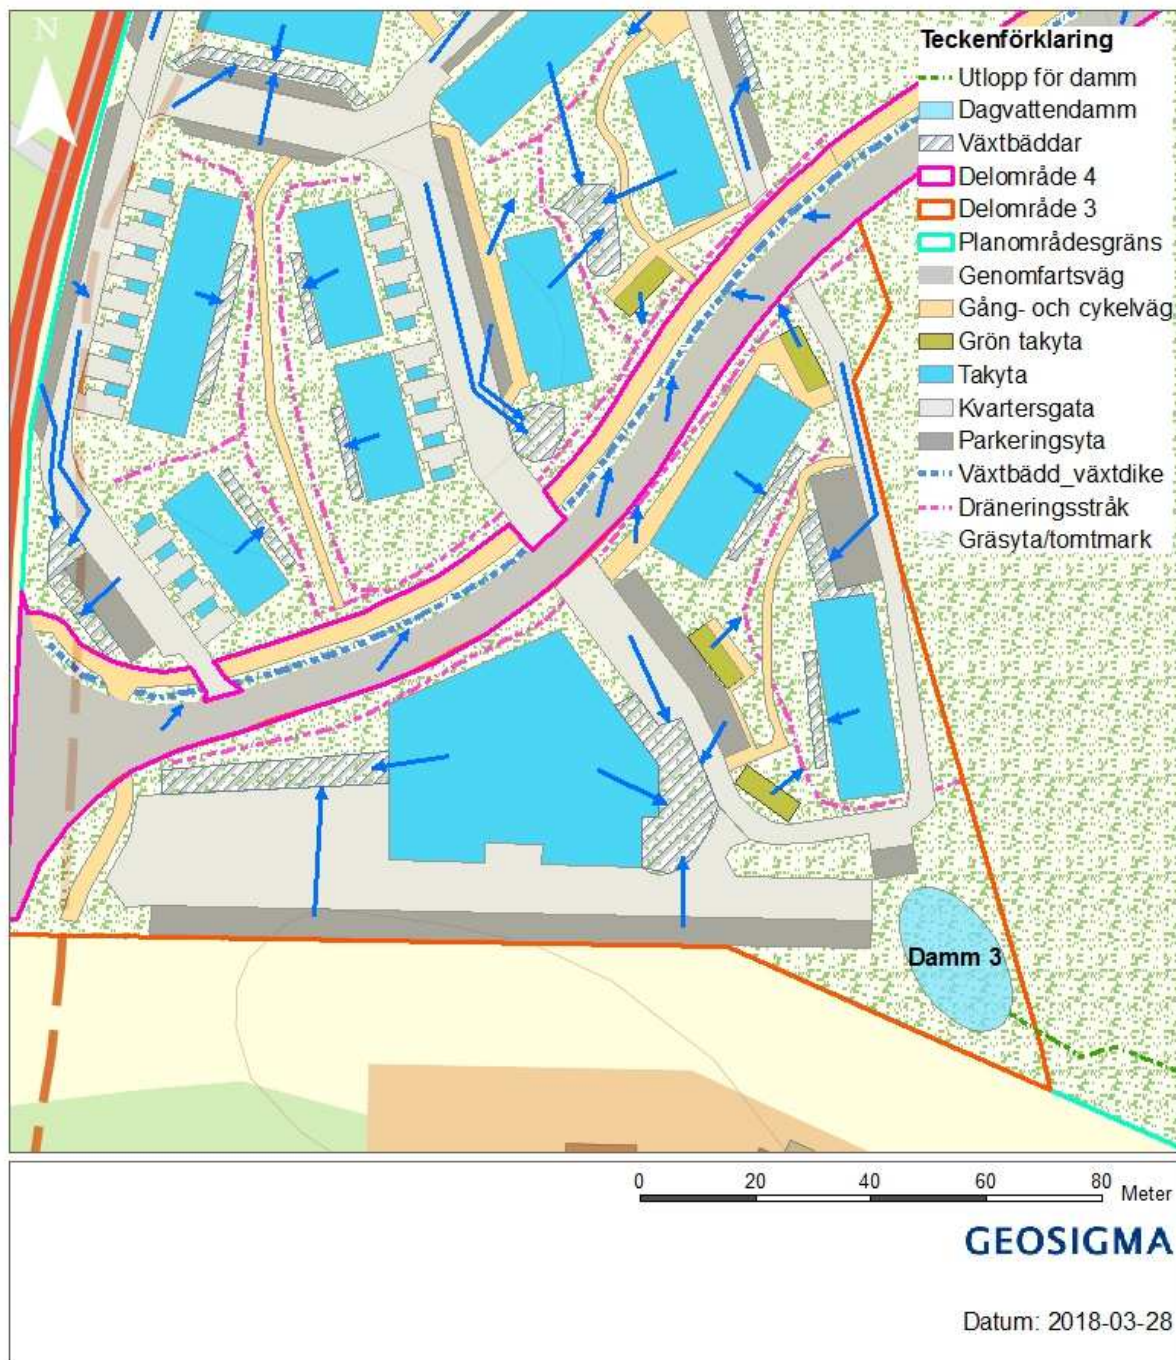 N
Teckenförklaring
Utlopp för damm
Dagvattendamm
Växtbäddar
Delområde 4
Delområde 3
Planområdesgräns
Genomfartsväg
Gång- och cykelväg
Grön takyta
Takyta
Kvartersgata
Parkeringsyta
Växtbädd_växtdike
Dräneringsstråk
Gräsyta/tomtmark
Damm 3
0 20 40 60 80 Meter
GEOSIGMA
Datum: 2018-03-28